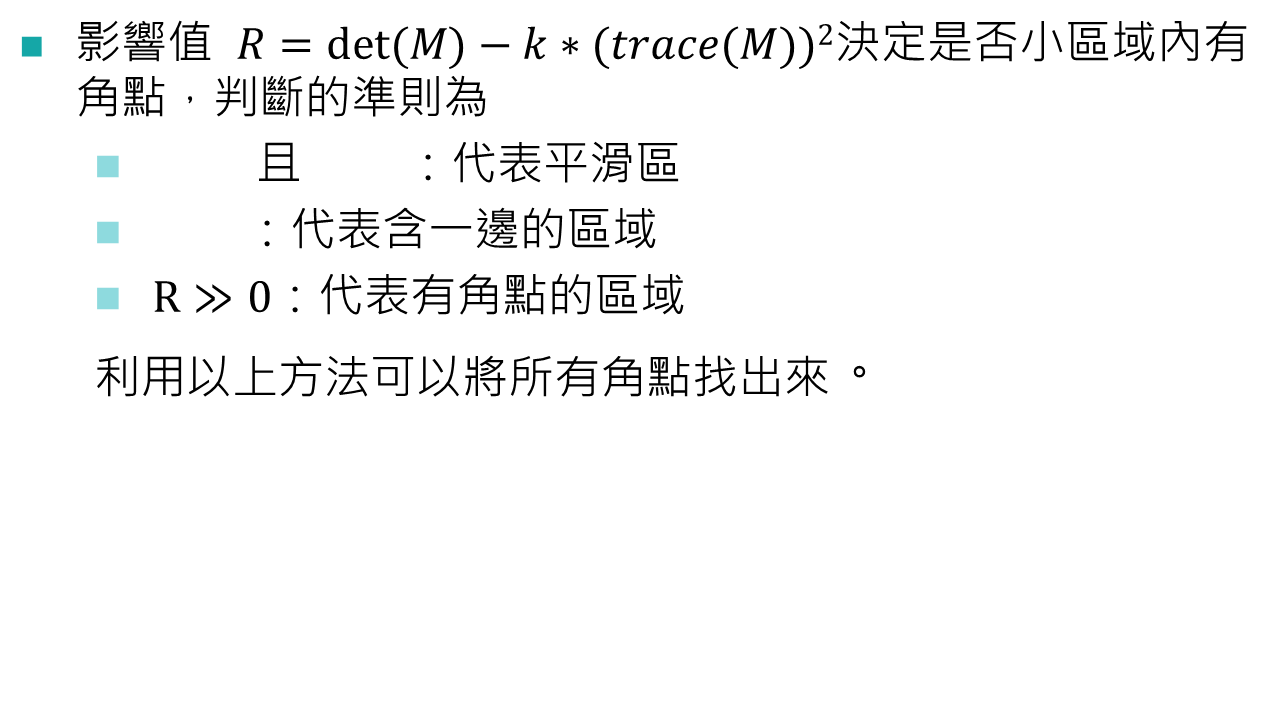 影響值 R = det(M) − k ∗ (trace(M))²決定是否小區域內有
角點，判斷的準則為
且 ：代表平滑區
：代表含一邊的區域
R ≫ 0：代表有角點的區域
利用以上方法可以將所有角點找出來。